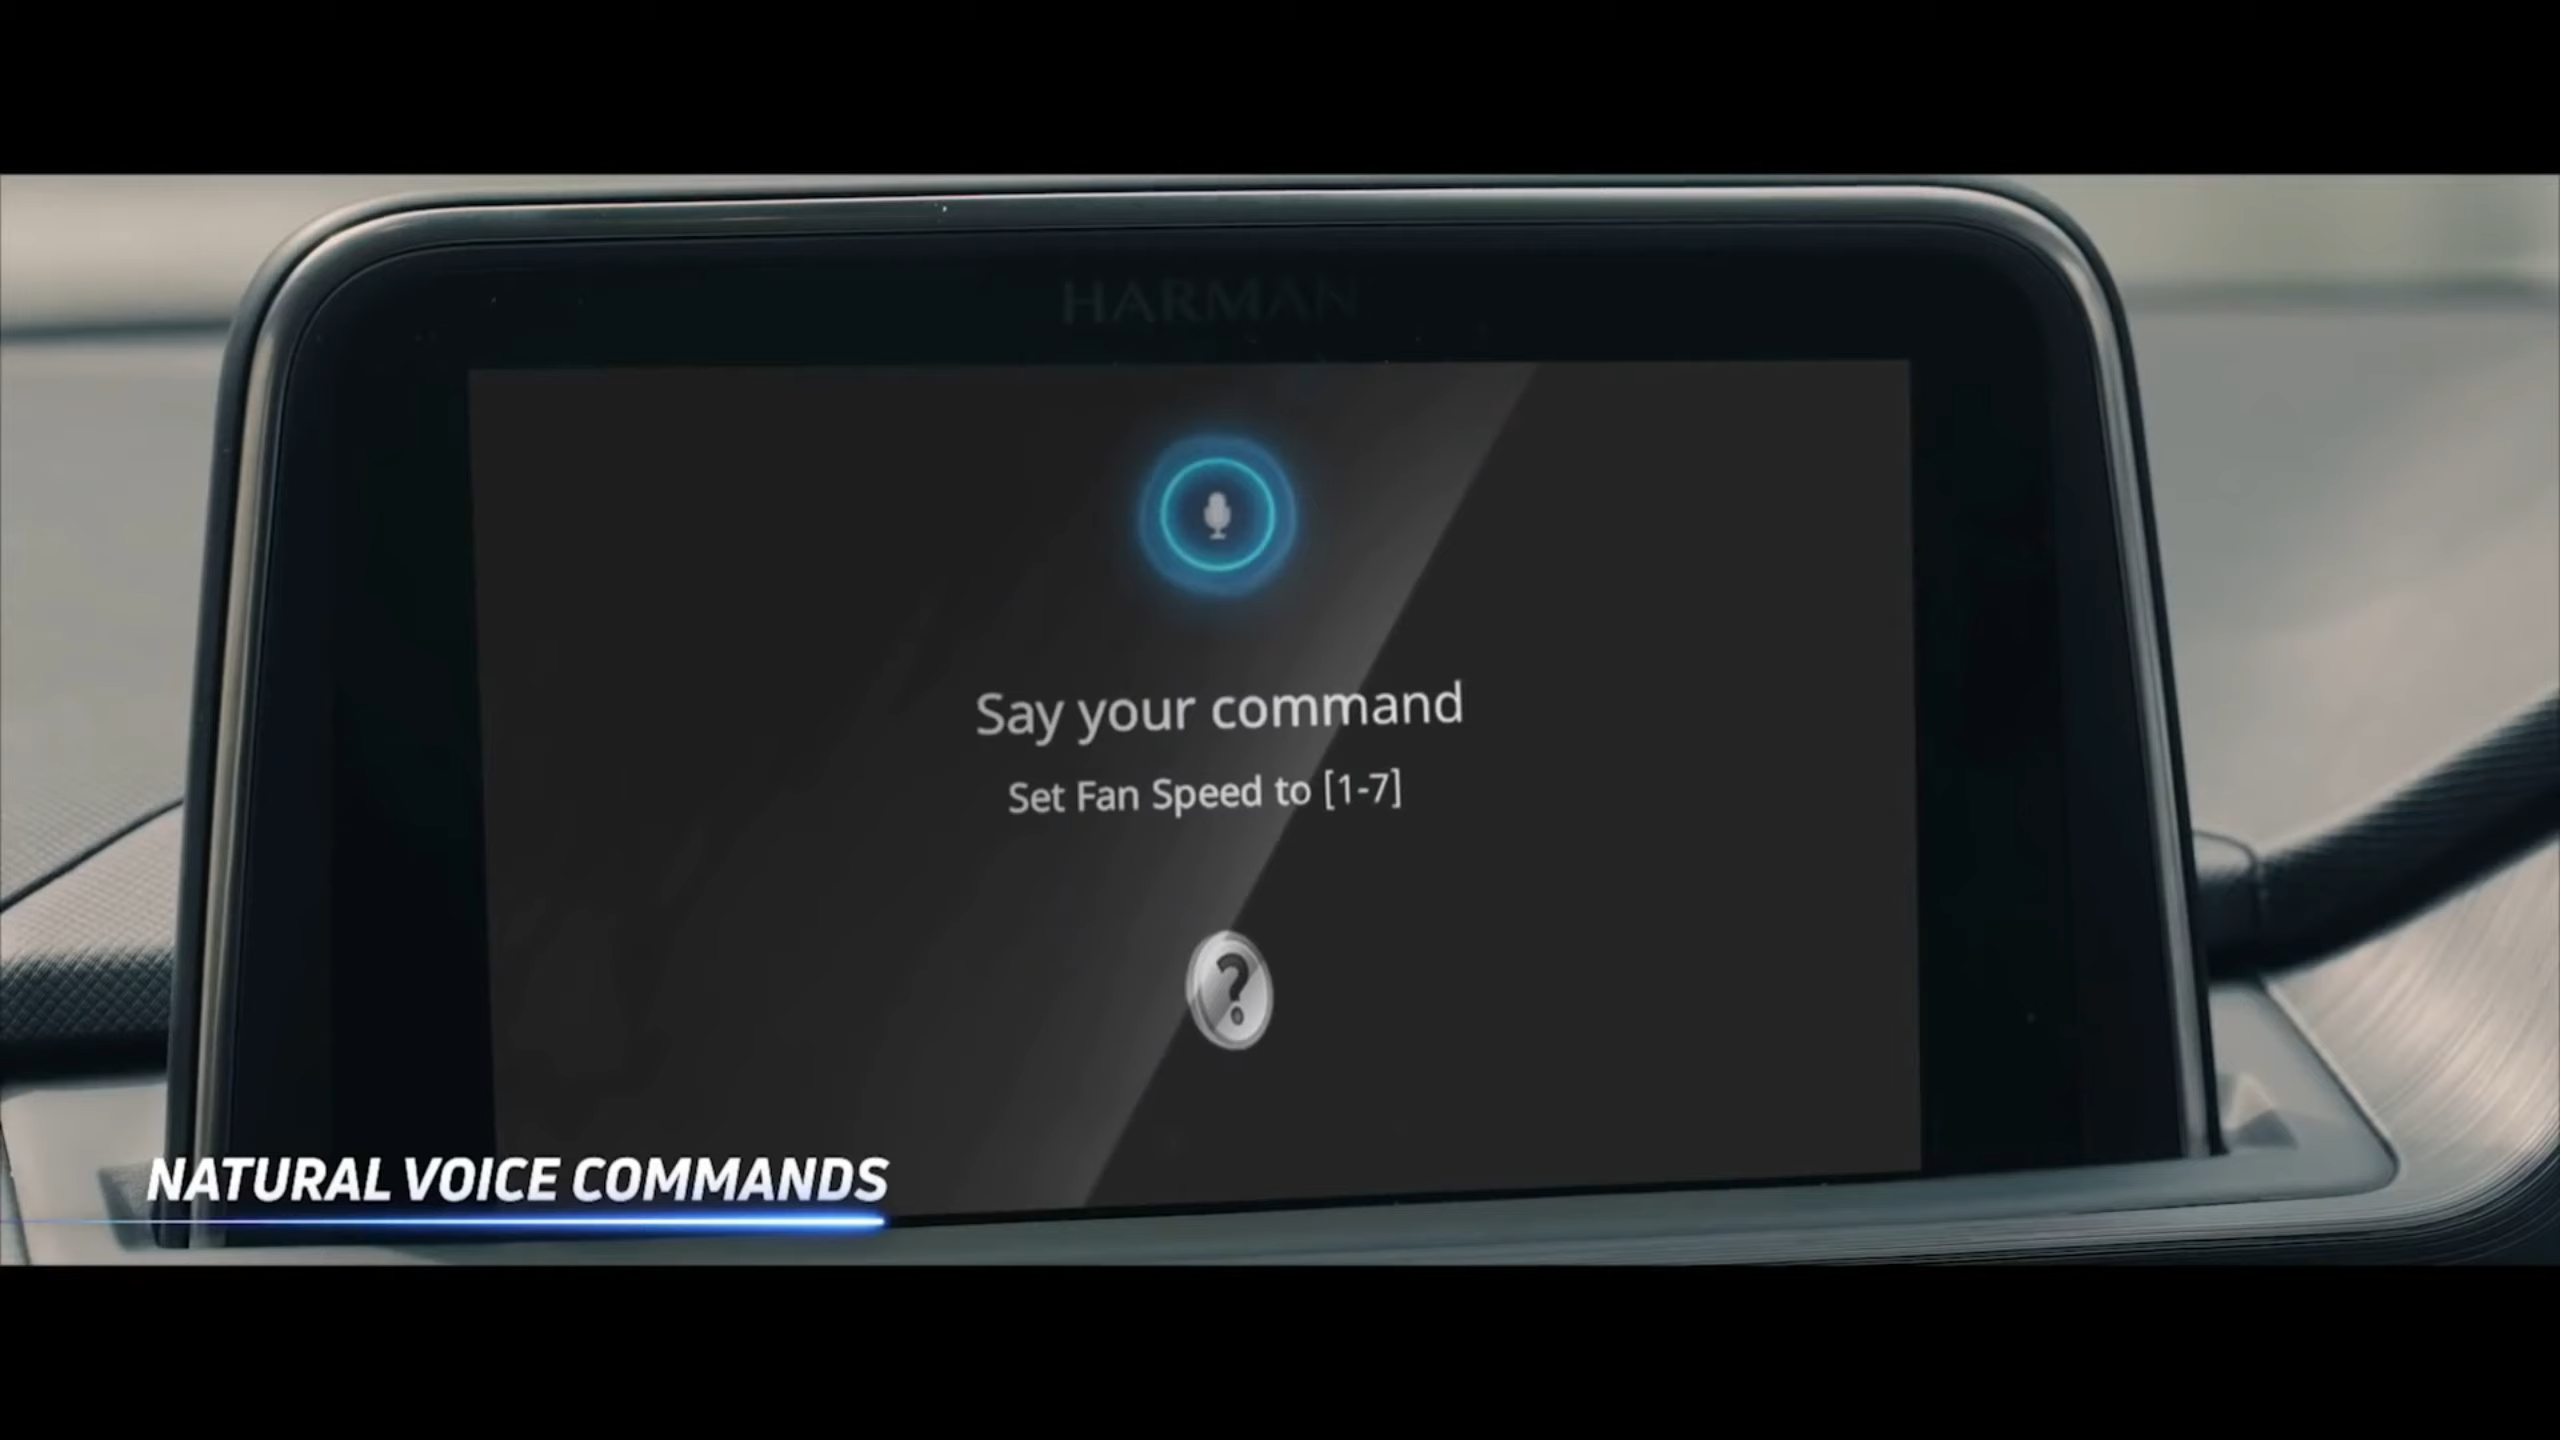 HARMAN
Say your command
Set Fan Speed to [1-7]
?
NATURAL VOICE COMMANDS